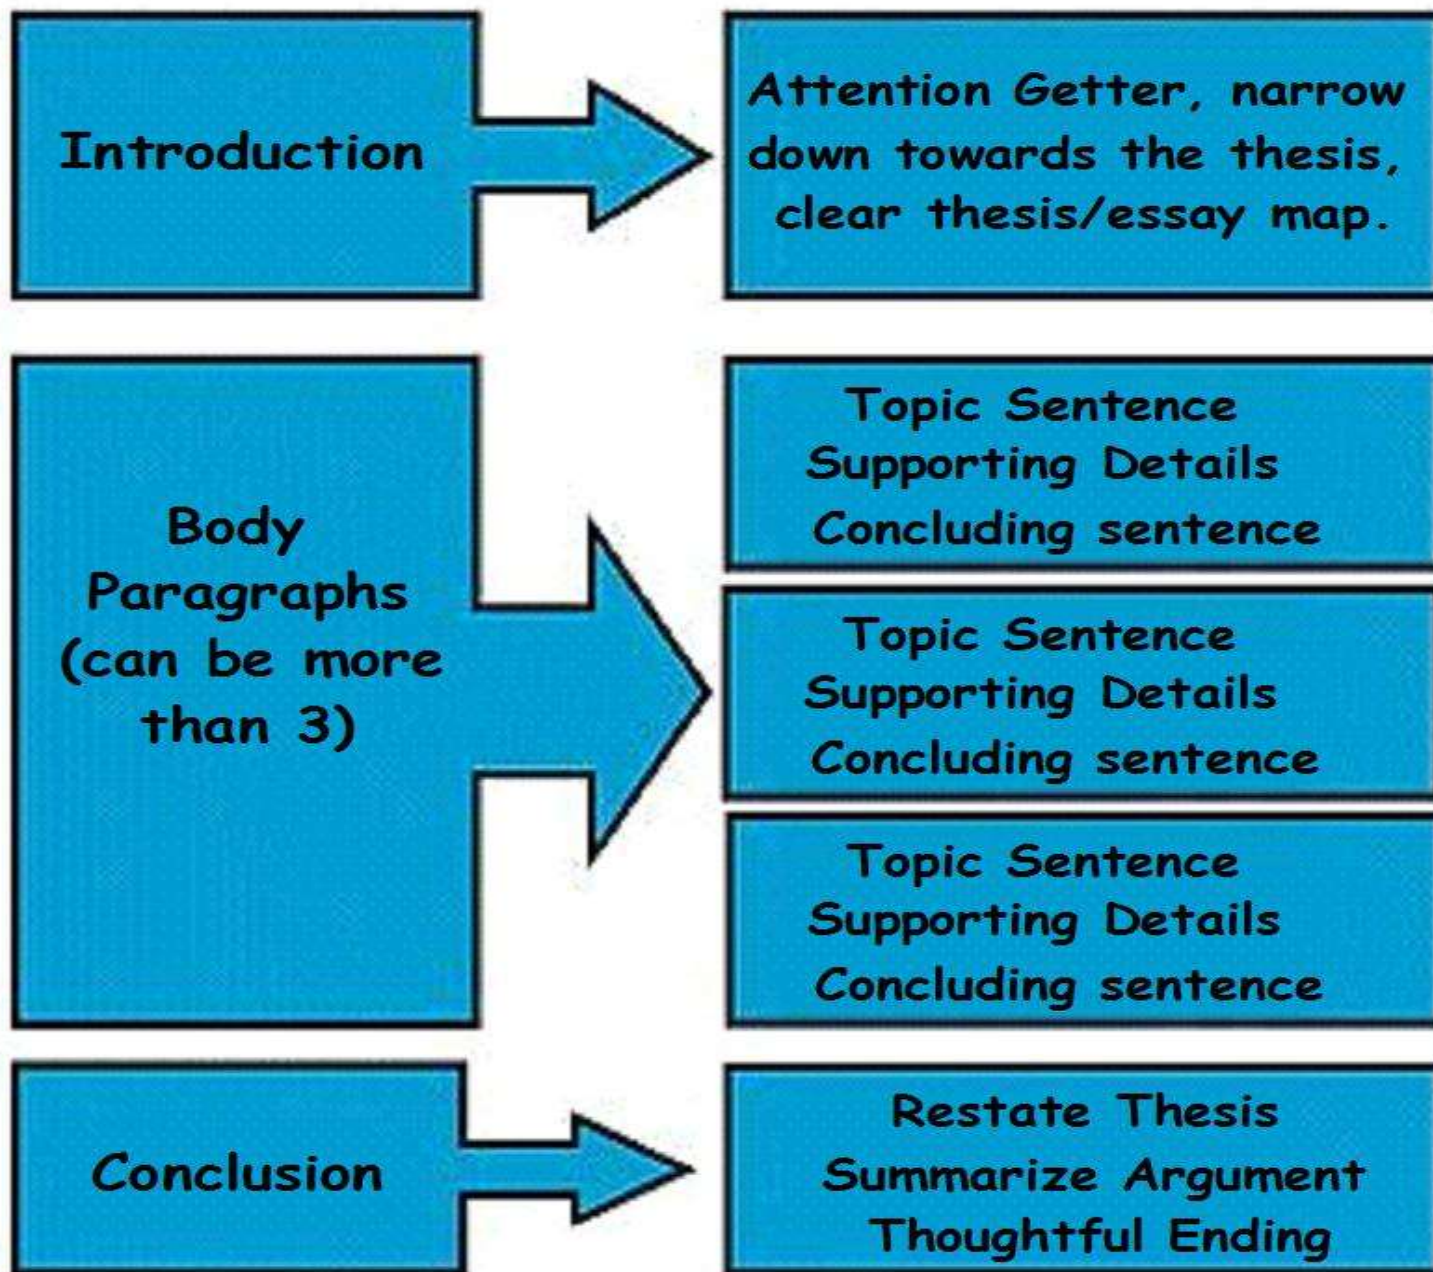 Introduction
Attention Getter, narrow
down towards the thesis,
clear thesis/essay map.
Body
Paragraphs
(can be more
than 3)
Topic Sentence
Supporting Details
Concluding sentence
Topic Sentence
Supporting Details
Concluding sentence
Topic Sentence
Supporting Details
Concluding sentence
Conclusion
Restate Thesis
Summarize Argument
Thoughtful Ending